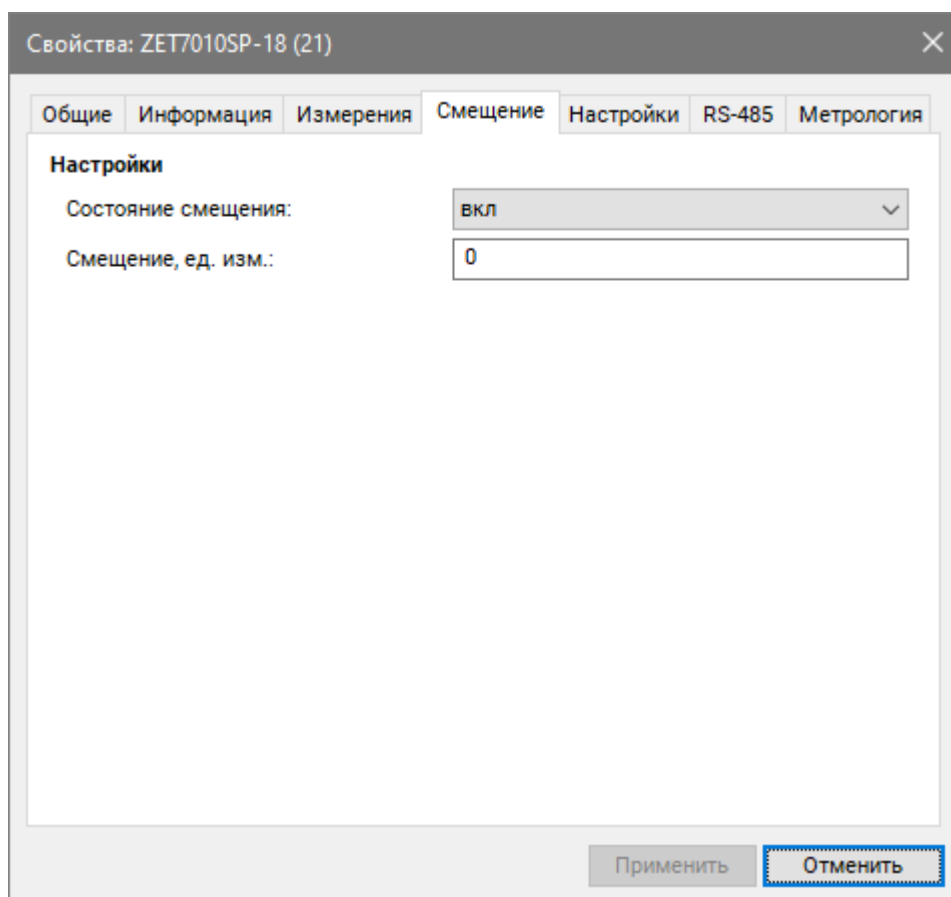 Свойства: ZET7010SP-18 (21)
Общие Информация Измерения Смещение Настройки RS-485 Метрология
Настройки
Состояние смещения: вкл
Смещение, ед. изм.: 0
Применить Отменить